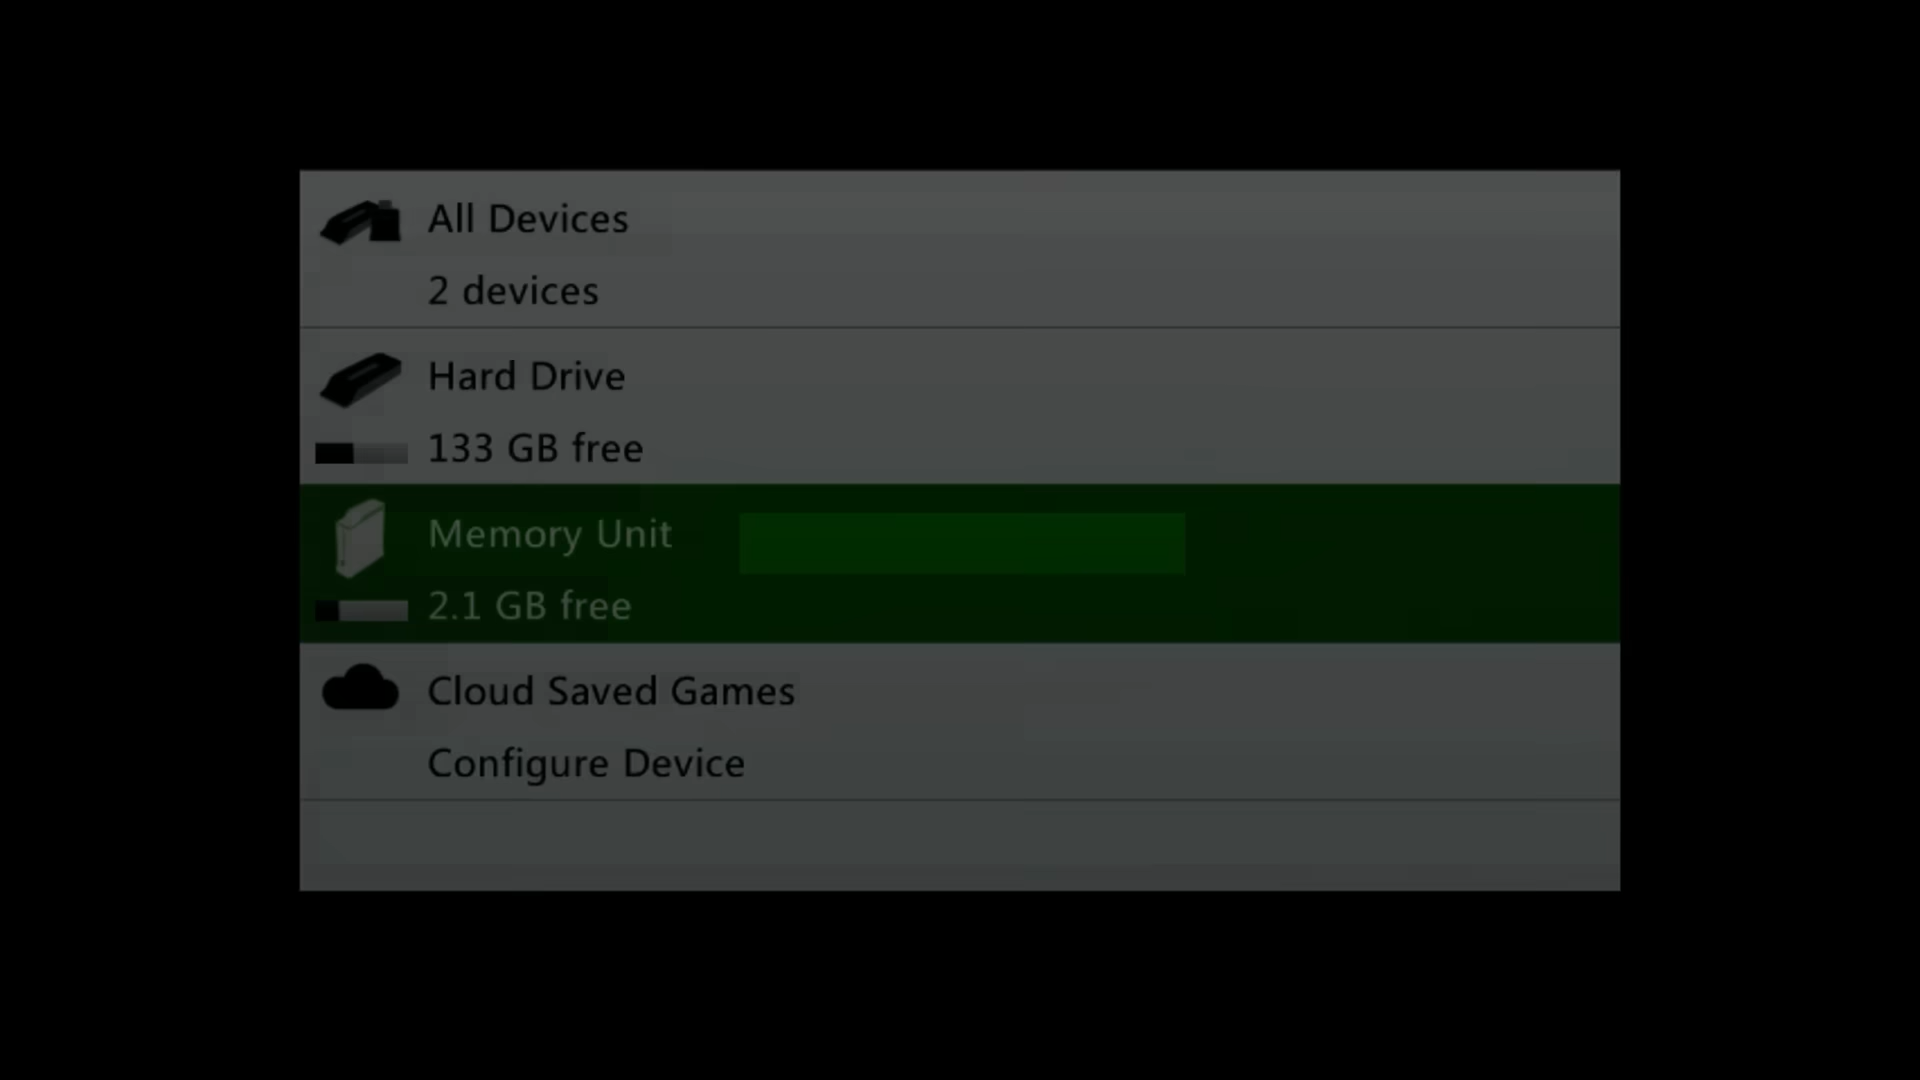 All Devices
2 devices
Hard Drive
133 GB free
Memory Unit
2.1 GB free
Cloud Saved Games
Configure Device